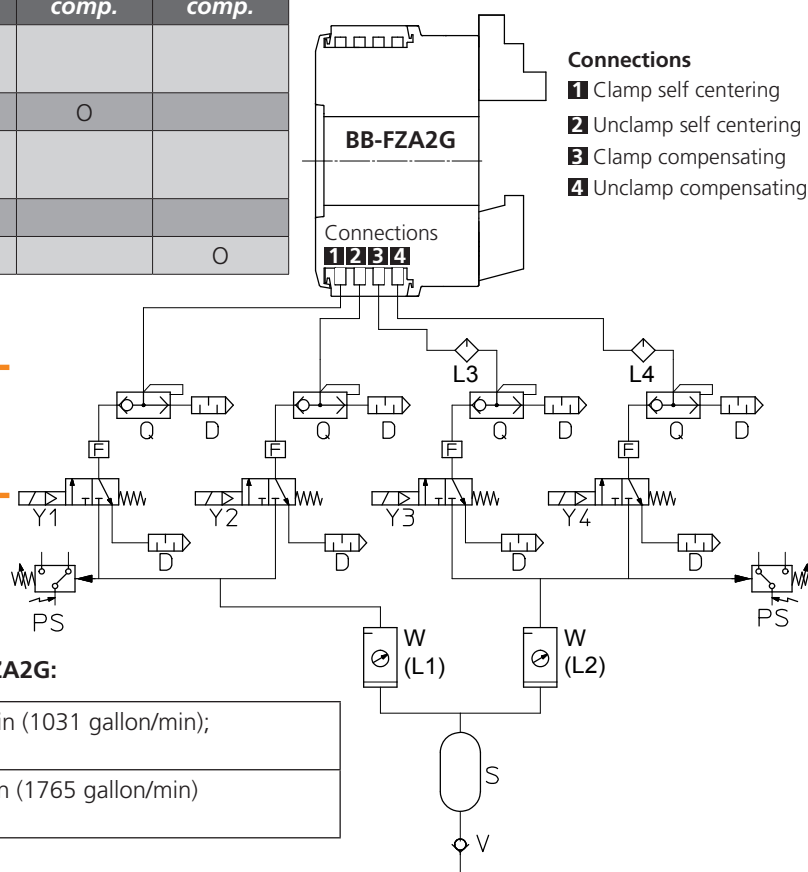 comp. comp.
O
O
BB-FZA2G
Connections
1 2 3 4
Connections
1 Clamp self centering
2 Unclamp self centering
3 Clamp compensating
4 Unclamp compensating
L3 L4
Q D Q D Q D Q D
F F F F
Y1 Y2 Y3 Y4
D D D D
PS PS
W
(L1)
W
(L2)
ZA2G:
in (1031 gallon/min);
n (1765 gallon/min)
S
V